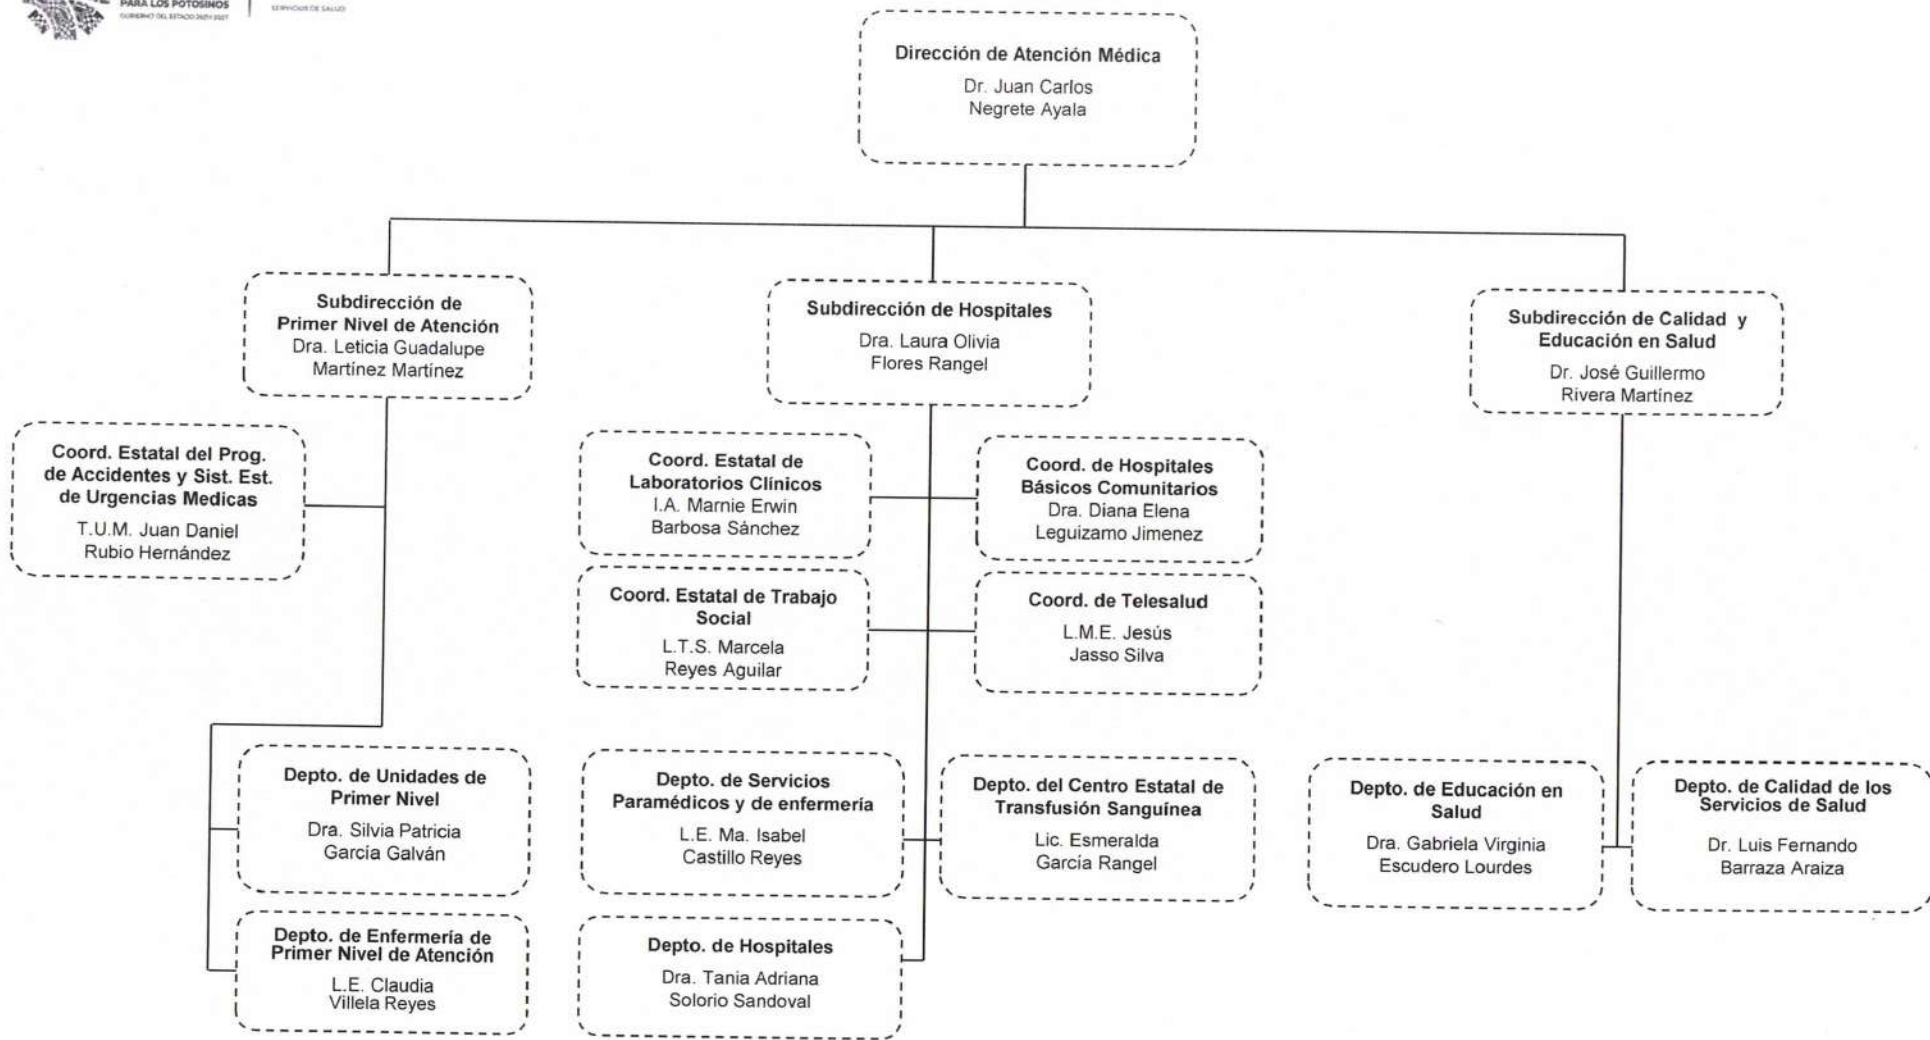 PARA LOS POTOSINOS
GOBIERNO DEL ESTADO 2021-2027
SERVICIOS DE SALUD
Dirección de Atención Médica
Dr. Juan Carlos
Negrete Ayala
Subdirección de
Primer Nivel de Atención
Dra. Leticia Guadalupe
Martínez Martínez
Subdirección de Hospitales
Dra. Laura Olivia
Flores Rangel
Subdirección de Calidad y
Educación en Salud
Dr. José Guillermo
Rivera Martínez
Coord. Estatal del Prog.
de Accidentes y Sist. Est.
de Urgencias Medicas
T.U.M. Juan Daniel
Rubio Hernández
Coord. Estatal de
Laboratorios Clínicos
I.A. Marnie Erwin
Barbosa Sánchez
Coord. de Hospitales
Básicos Comunitarios
Dra. Diana Elena
Leguizamo Jimenez
Coord. Estatal de Trabajo
Social
L.T.S. Marcela
Reyes Aguilar
Coord. de Telesalud
L.M.E. Jesús
Jasso Silva
Depto. de Unidades de
Primer Nivel
Dra. Silvia Patricia
García Galván
Depto. de Servicios
Paramédicos y de enfermería
L.E. Ma. Isabel
Castillo Reyes
Depto. del Centro Estatal de
Transfusión Sanguínea
Lic. Esmeralda
García Rangel
Depto. de Educación en
Salud
Dra. Gabriela Virginia
Escudero Lourdes
Depto. de Calidad de los
Servicios de Salud
Dr. Luis Fernando
Barraza Araiza
Depto. de Enfermería de
Primer Nivel de Atención
L.E. Claudia
Villela Reyes
Depto. de Hospitales
Dra. Tania Adriana
Solorio Sandoval